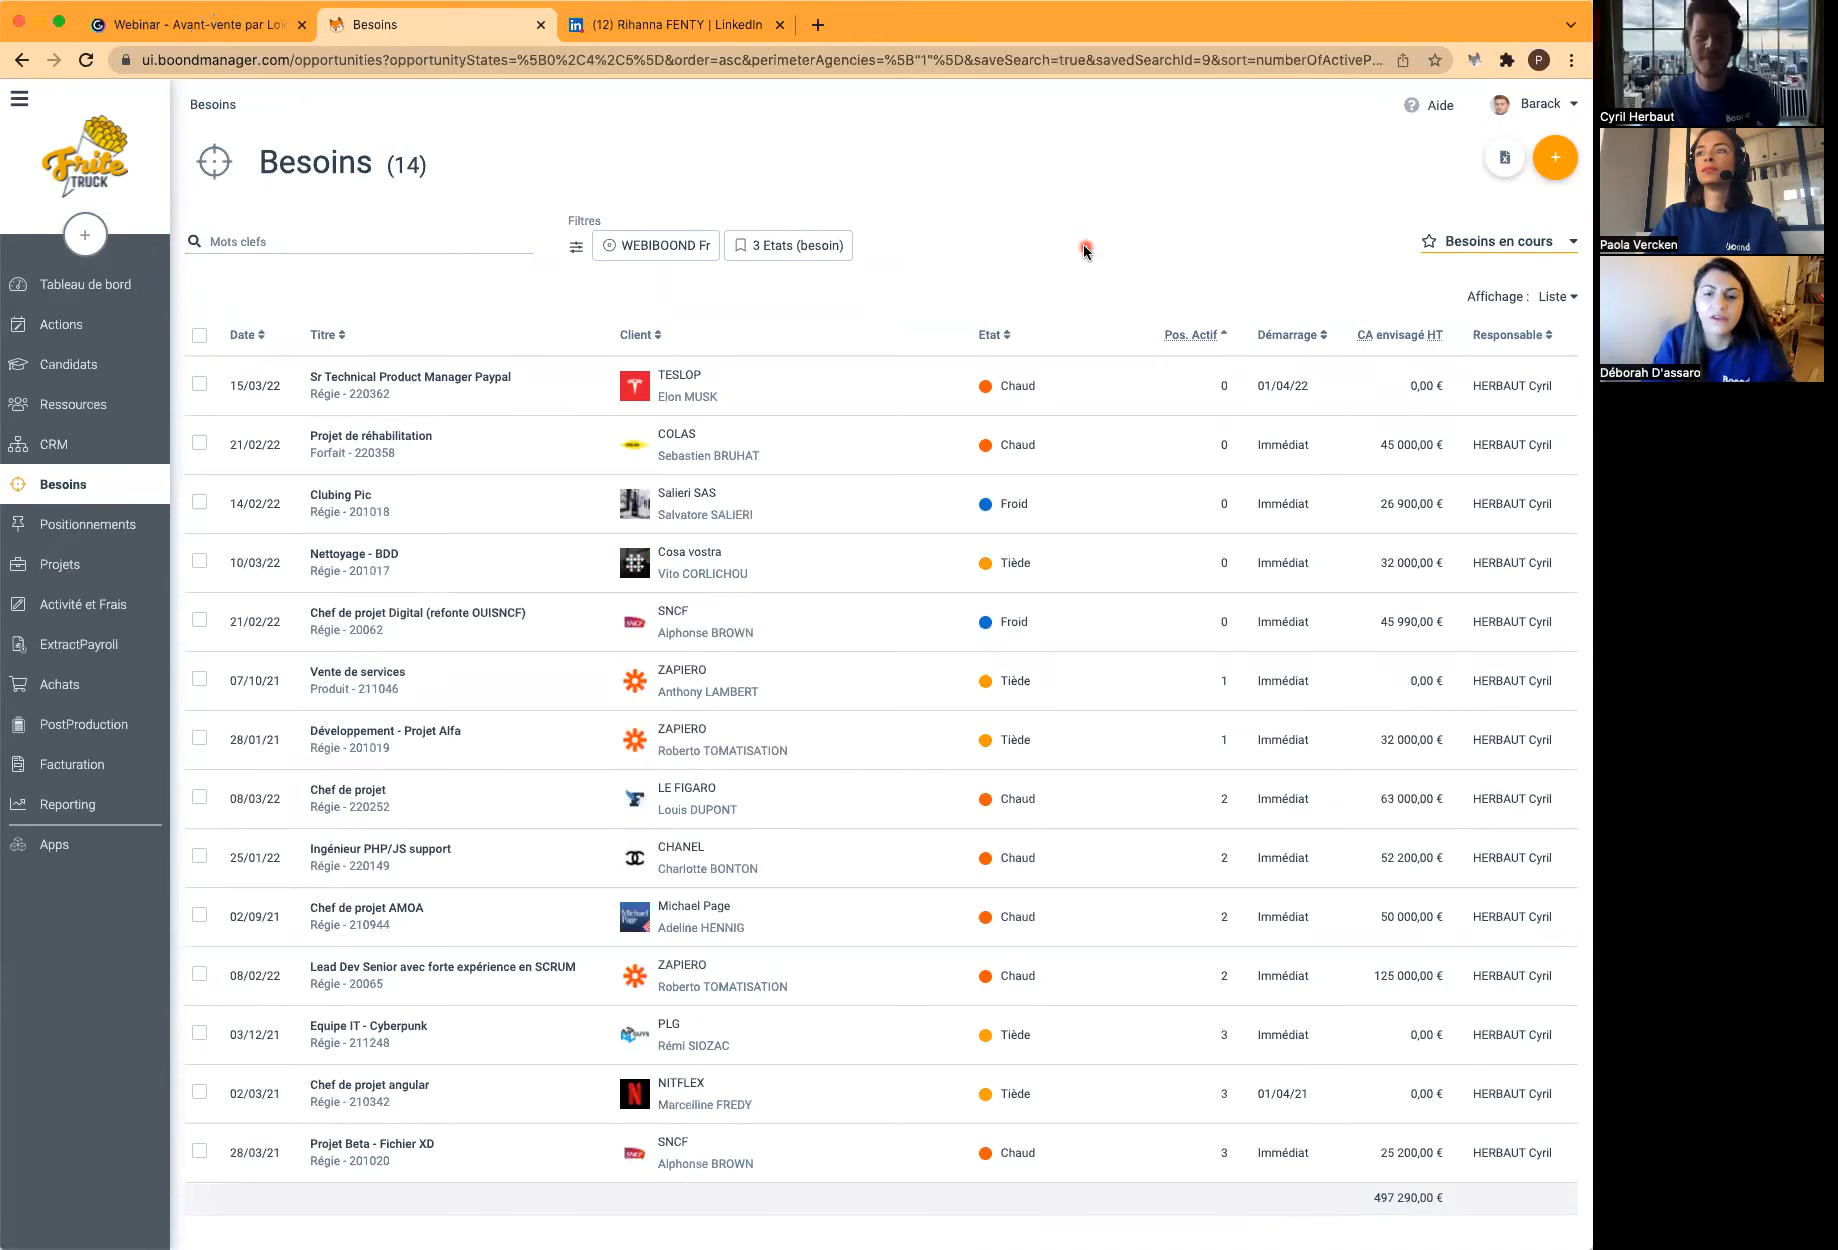 Webinar - Avant-vente par Loï
Besoins
(12) Rihanna FENTY | LinkedIn
ui.boondmanager.com/opportunities?opportunityStates=%5B0%2C4%2C5%5D&order=asc&perimeterAgencies=%5B"1"%5D&saveSearch=true&savedSearchId=9&sort=numberOfActiveP...
P
Frite
TRUCK
Tableau de bord
Actions
Candidats
Ressources
CRM
Besoins
Positionnements
Projets
Activité et Frais
ExtractPayroll
Achats
PostProduction
Facturation
Reporting
Apps
Besoins
Aide
Barack
Besoins (14)
Mots clefs
Filtres
WEBIBOOND Fr
3 Etats (besoin)
Besoins en cours
Affichage : Liste
Date Titre Client Etat Pos. Actif Démarrage CA envisagé HT Responsable
15/03/22 Sr Technical Product Manager Paypal TESLOP Chaud 0 01/04/22 0,00 € HERBAUT Cyril
Régie - 220362 Elon MUSK
21/02/22 Projet de réhabilitation COLAS Chaud 0 Immédiat 45 000,00 € HERBAUT Cyril
Forfait - 220358 Sebastien BRUHAT
14/02/22 Clubing Pic Salieri SAS Froid 0 Immédiat 26 900,00 € HERBAUT Cyril
Régie - 201018 Salvatore SALIERI
10/03/22 Nettoyage - BDD Cosa vostra Tiède 0 Immédiat 32 000,00 € HERBAUT Cyril
Régie - 201017 Vito CORLICHOU
21/02/22 Chef de projet Digital (refonte OUISNCF) SNCF Froid 0 Immédiat 45 990,00 € HERBAUT Cyril
Régie - 20062 Alphonse BROWN
07/10/21 Vente de services ZAPIERO Tiède 1 Immédiat 0,00 € HERBAUT Cyril
Produit - 211046 Anthony LAMBERT
28/01/21 Développement - Projet Alfa ZAPIERO Tiède 1 Immédiat 32 000,00 € HERBAUT Cyril
Régie - 201019 Roberto TOMATISATION
08/03/22 Chef de projet LE FIGARO Chaud 2 Immédiat 63 000,00 € HERBAUT Cyril
Régie - 220252 Louis DUPONT
25/01/22 Ingénieur PHP/JS support CHANEL Chaud 2 Immédiat 52 200,00 € HERBAUT Cyril
Régie - 220149 Charlotte BONTON
02/09/21 Chef de projet AMOA Michael Page Chaud 2 Immédiat 50 000,00 € HERBAUT Cyril
Régie - 210944 Adeline HENNIG
08/02/22 Lead Dev Senior avec forte expérience en SCRUM ZAPIERO Chaud 2 Immédiat 125 000,00 € HERBAUT Cyril
Régie - 20065 Roberto TOMATISATION
03/12/21 Equipe IT - Cyberpunk PLG Tiède 3 Immédiat 0,00 € HERBAUT Cyril
Régie - 211248 Rémi SIOZAC
02/03/21 Chef de projet angular NITFLEX Tiède 3 01/04/21 0,00 € HERBAUT Cyril
Régie - 210342 Marceiline FREDY
28/03/21 Projet Beta - Fichier XD SNCF Chaud 3 Immédiat 25 200,00 € HERBAUT Cyril
Régie - 201020 Alphonse BROWN
497 290,00 €
Cyril Herbaut
Paola Vercken
Déborah D'assaro